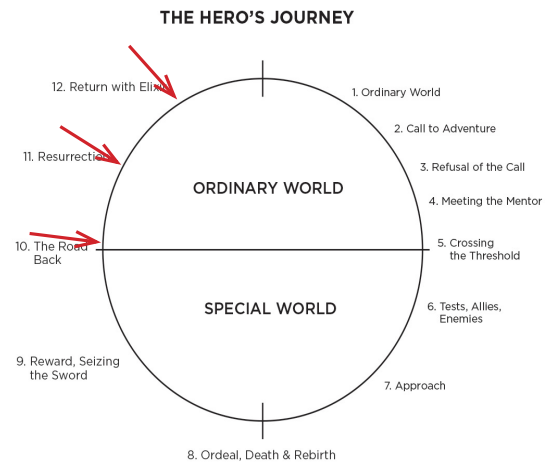 THE HERO'S JOURNEY
12. Return with Elixir
1. Ordinary World
2. Call to Adventure
11. Resurrection
3. Refusal of the Call
ORDINARY WORLD
4. Meeting the Mentor
10. The Road
Back
5. Crossing
the Threshold
SPECIAL WORLD
6. Tests, Allies,
Enemies
9. Reward, Seizing
the Sword
7. Approach
8. Ordeal, Death & Rebirth